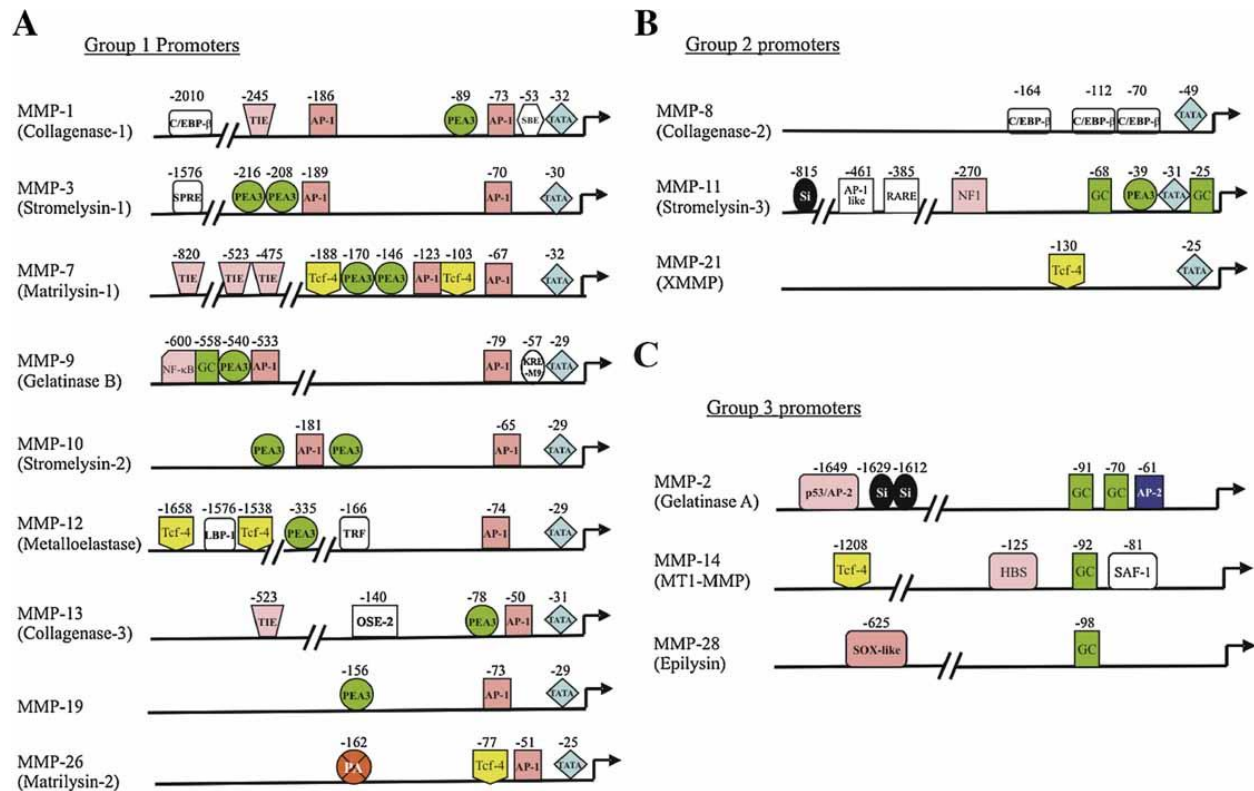 A
Group 1 Promoters
MMP-1
(Collagenase-1)
-2010 -245 -186 -89 -73 -53 -32
C/EBP-β TIE AP-1 PEA3 AP-1 SBE TATA
MMP-3
(Stromelysin-1)
-1576 -216 -208 -189 -70 -30
SPRE PEA3 PEA3 AP-1 AP-1 TATA
MMP-7
(Matrilysin-1)
-820 -523 -475 -188 -170 -146 -123 -103 -67 -32
TIE TIE TIE Tcf-4 PEA3 PEA3 AP-1 Tcf-4 AP-1 TATA
MMP-9
(Gelatinase B)
-600 -558 -540 -533 -79 -57 -29
NF-κB GC PEA3 AP-1 AP-1 KRE-M9 TATA
MMP-10
(Stromelysin-2)
-181 -65 -29
PEA3 AP-1 PEA3 AP-1 TATA
MMP-12
(Metalloelastase)
-1658 -1576 -1538 -335 -166 -74 -29
Tcf-4 LBP-1 Tcf-4 PEA3 TRF AP-1 TATA
MMP-13
(Collagenase-3)
-523 -140 -78 -50 -31
TIE OSE-2 PEA3 AP-1 TATA
MMP-19
-156 -73 -29
PEA3 AP-1 TATA
MMP-26
(Matrilysin-2)
-162 -77 -51 -25
PA Tcf-4 AP-1 TATA
B
Group 2 promoters
MMP-8
(Collagenase-2)
-164 -112 -70 -49
C/EBP-β C/EBP-β C/EBP-β TATA
MMP-11
(Stromelysin-3)
-815 -461 -385 -270 -68 -39 -31 -25
Si AP-1 like RARE NF1 GC PEA3 TATA GC
MMP-21
(XMMP)
-130 -25
Tcf-4 TATA
C
Group 3 promoters
MMP-2
(Gelatinase A)
-1649 -1629 -1612 -91 -70 -61
p53/AP-2 Si Si GC GC AP-2
MMP-14
(MT1-MMP)
-1208 -125 -92 -81
Tcf-4 HBS GC SAF-1
MMP-28
(Epilysin)
-625 -98
SOX-like GC